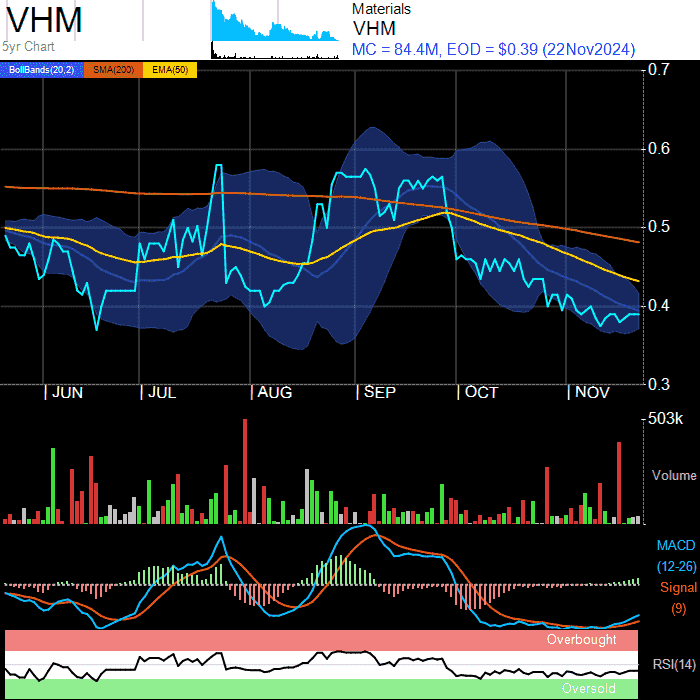 VHM
5yr Chart
Materials
VHM
MC = 84.4M, EOD = $0.39 (22Nov2024)
BollBands(20,2) SMA(200) EMA(50)
0.7
0.6
0.5
0.4
0.3
JUN JUL AUG SEP OCT NOV
503k
Volume
MACD
(12-26)
Signal
(9)
Overbought
RSI(14)
Oversold